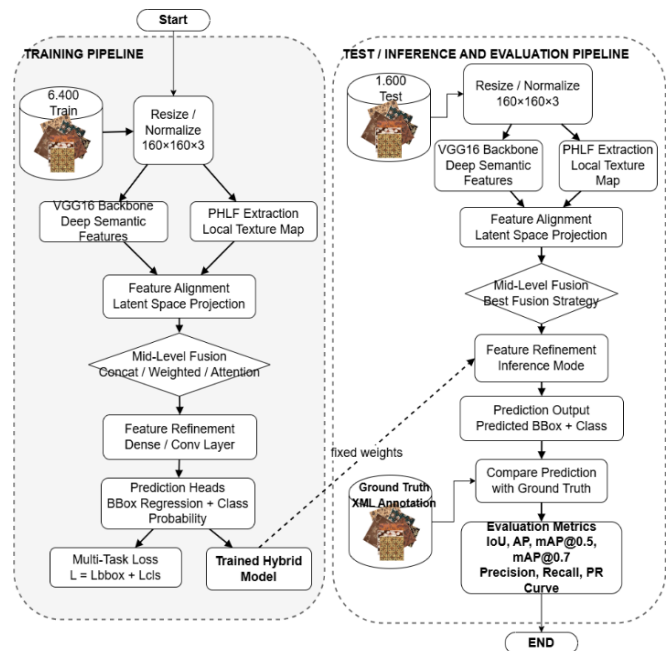 Start
TRAINING PIPELINE
6.400
Train
Resize /
Normalize
160×160×3
VGG16 Backbone
Deep Semantic
Features
PHLF Extraction
Local Texture
Map
Feature Alignment
Latent Space Projection
Mid-Level Fusion
Concat / Weighted / Attention
Feature Refinement
Dense / Conv Layer
Prediction Heads
BBox Regression + Class
Probability
Multi-Task Loss
L = Lbbox + Lcls
Trained Hybrid
Model
fixed weights
TEST / INFERENCE AND EVALUATION PIPELINE
1.600
Test
Resize / Normalize
160×160×3
VGG16 Backbone
Deep Semantic
Features
PHLF Extraction
Local Texture
Map
Feature Alignment
Latent Space Projection
Mid-Level Fusion
Best Fusion Strategy
Feature Refinement
Inference Mode
Prediction Output
Predicted BBox + Class
Ground Truth
XML Annotation
Compare Prediction
with Ground Truth
Evaluation Metrics
IoU, AP, mAP@0.5,
mAP@0.7
Precision, Recall, PR
Curve
END